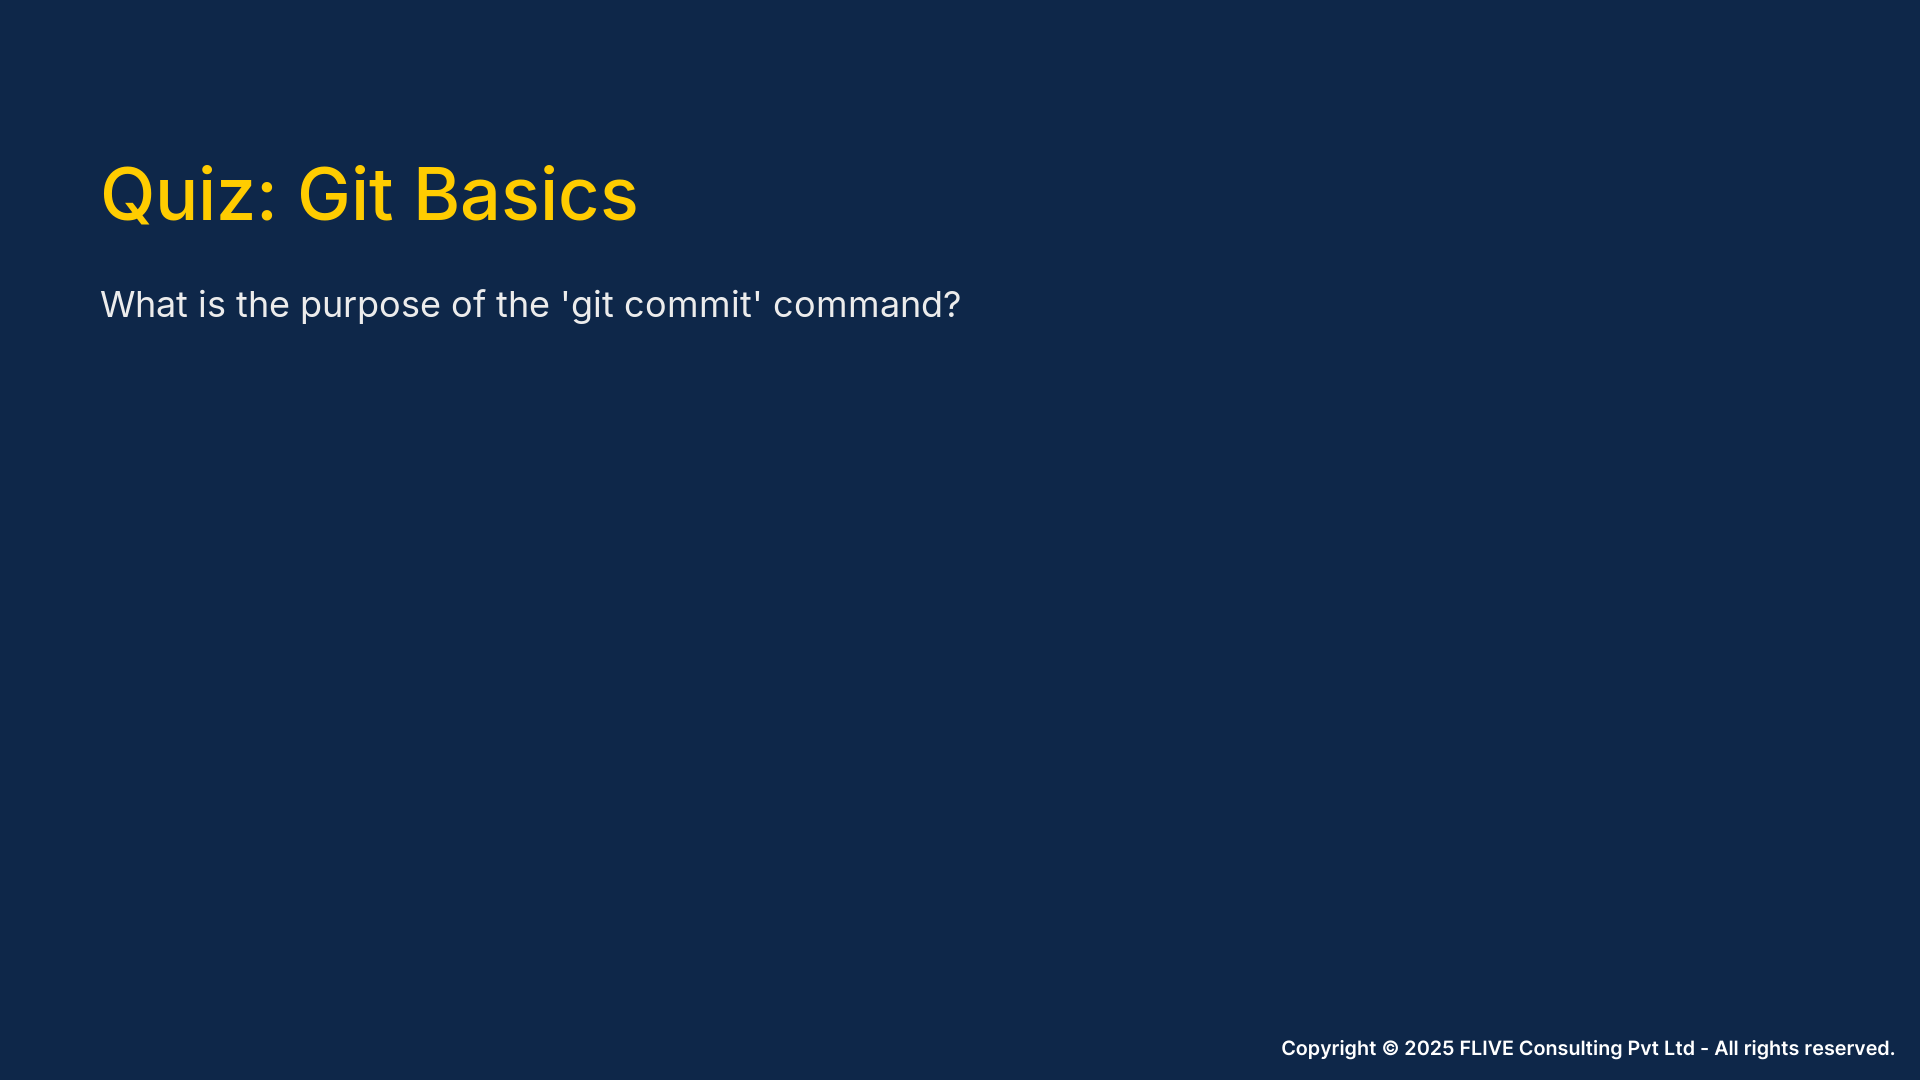 Quiz: Git Basics
What is the purpose of the 'git commit' command?
Copyright © 2025 FLIVE Consulting Pvt Ltd - All rights reserved.